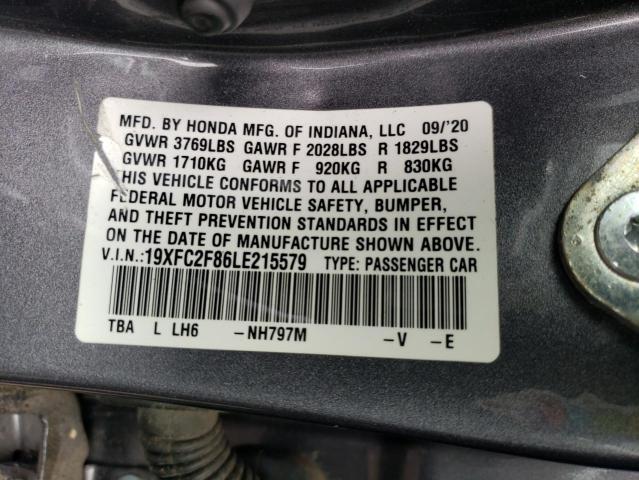 MFD. BY HONDA MFG. OF INDIANA, LLC 09/'20
GVWR 3769LBS GAWR F 2028LBS R 1829LBS
GVWR 1710KG GAWR F 920KG R 830KG
THIS VEHICLE CONFORMS TO ALL APPLICABLE
FEDERAL MOTOR VEHICLE SAFETY, BUMPER,
AND THEFT PREVENTION STANDARDS IN EFFECT
ON THE DATE OF MANUFACTURE SHOWN ABOVE.
V.I.N.:19XFC2F86LE215579 TYPE: PASSENGER CAR
TBA L LH6 -NH797M -V -E